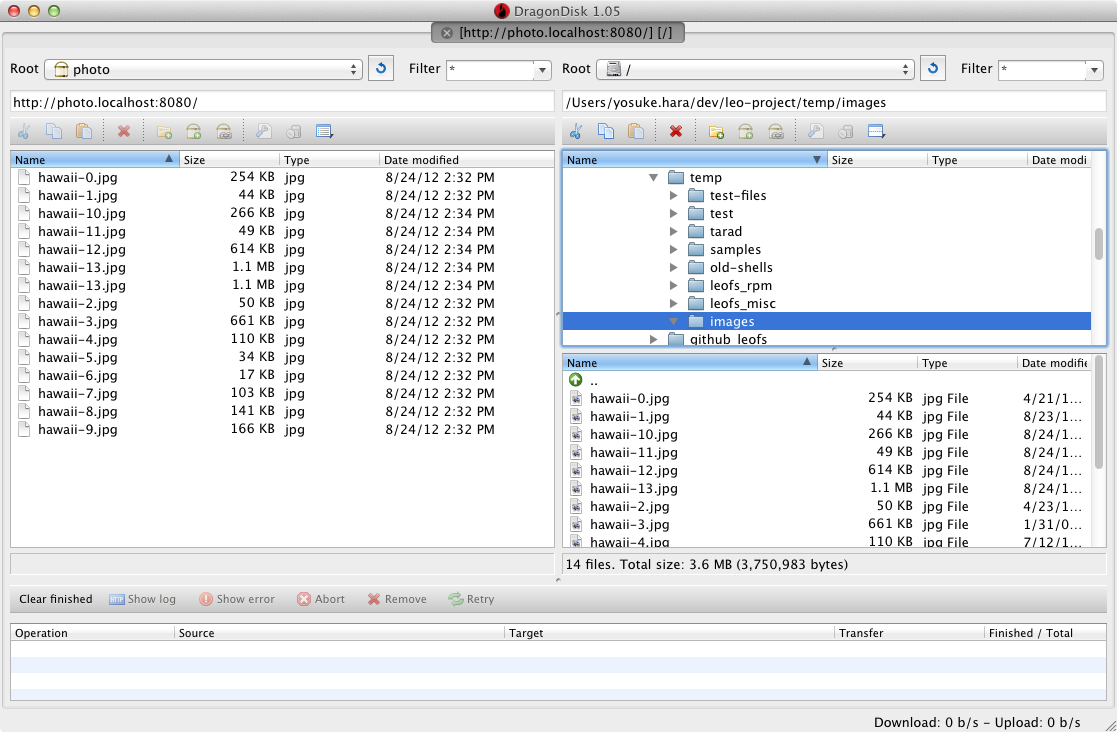 DragonDisk 1.05
[http://photo.localhost:8080/] [/]
Root photo Filter *
http://photo.localhost:8080/
Name Size Type Date modified
hawaii-0.jpg 254 KB jpg 8/24/12 2:32 PM
hawaii-1.jpg 44 KB jpg 8/24/12 2:32 PM
hawaii-10.jpg 266 KB jpg 8/24/12 2:34 PM
hawaii-11.jpg 49 KB jpg 8/24/12 2:34 PM
hawaii-12.jpg 614 KB jpg 8/24/12 2:34 PM
hawaii-13.jpg 1.1 MB jpg 8/24/12 2:34 PM
hawaii-13.jpg 1.1 MB jpg 8/24/12 2:34 PM
hawaii-2.jpg 50 KB jpg 8/24/12 2:32 PM
hawaii-3.jpg 661 KB jpg 8/24/12 2:32 PM
hawaii-4.jpg 110 KB jpg 8/24/12 2:32 PM
hawaii-5.jpg 34 KB jpg 8/24/12 2:32 PM
hawaii-6.jpg 17 KB jpg 8/24/12 2:32 PM
hawaii-7.jpg 103 KB jpg 8/24/12 2:32 PM
hawaii-8.jpg 141 KB jpg 8/24/12 2:32 PM
hawaii-9.jpg 166 KB jpg 8/24/12 2:32 PM
Root / Filter *
/Users/yosuke.hara/dev/leo-project/temp/images
Name Size Type Date modi
temp
test-files
test
tarad
samples
old-shells
leofs_rpm
leofs_misc
images
github_leofs
Name Size Type Date modifie
..
hawaii-0.jpg 254 KB jpg File 4/21/1...
hawaii-1.jpg 44 KB jpg File 8/23/1...
hawaii-10.jpg 266 KB jpg File 8/24/1...
hawaii-11.jpg 49 KB jpg File 8/24/1...
hawaii-12.jpg 614 KB jpg File 8/24/1...
hawaii-13.jpg 1.1 MB jpg File 8/24/1...
hawaii-2.jpg 50 KB jpg File 4/23/1...
hawaii-3.jpg 661 KB jpg File 1/31/0...
hawaii-4.jpg 110 KB jpg File 7/12/1...
14 files. Total size: 3.6 MB (3,750,983 bytes)
Clear finished Show log Show error Abort Remove Retry
Operation Source Target Transfer Finished / Total
Download: 0 b/s - Upload: 0 b/s